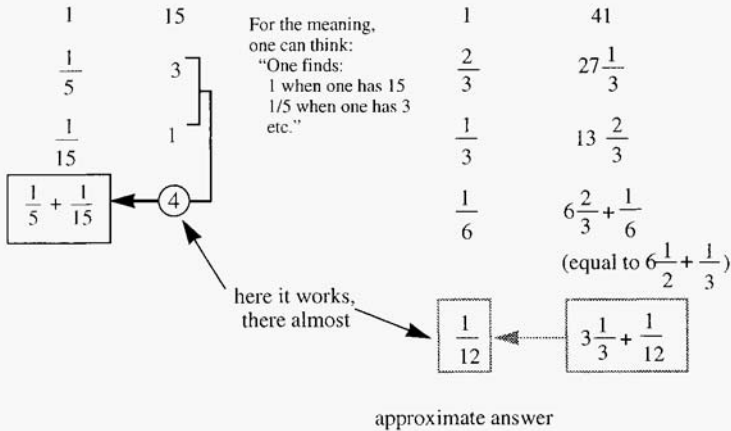 1 15
1/5 3
1/15 1
1/5 + 1/15 4
For the meaning,
one can think:
“One finds:
1 when one has 15
1/5 when one has 3
etc.”
1 41
2/3 27 1/3
1/3 13 2/3
1/6 6 2/3 + 1/6
(equal to 6 1/2 + 1/3)
here it works,
there almost
1/12 3 1/3 + 1/12
approximate answer